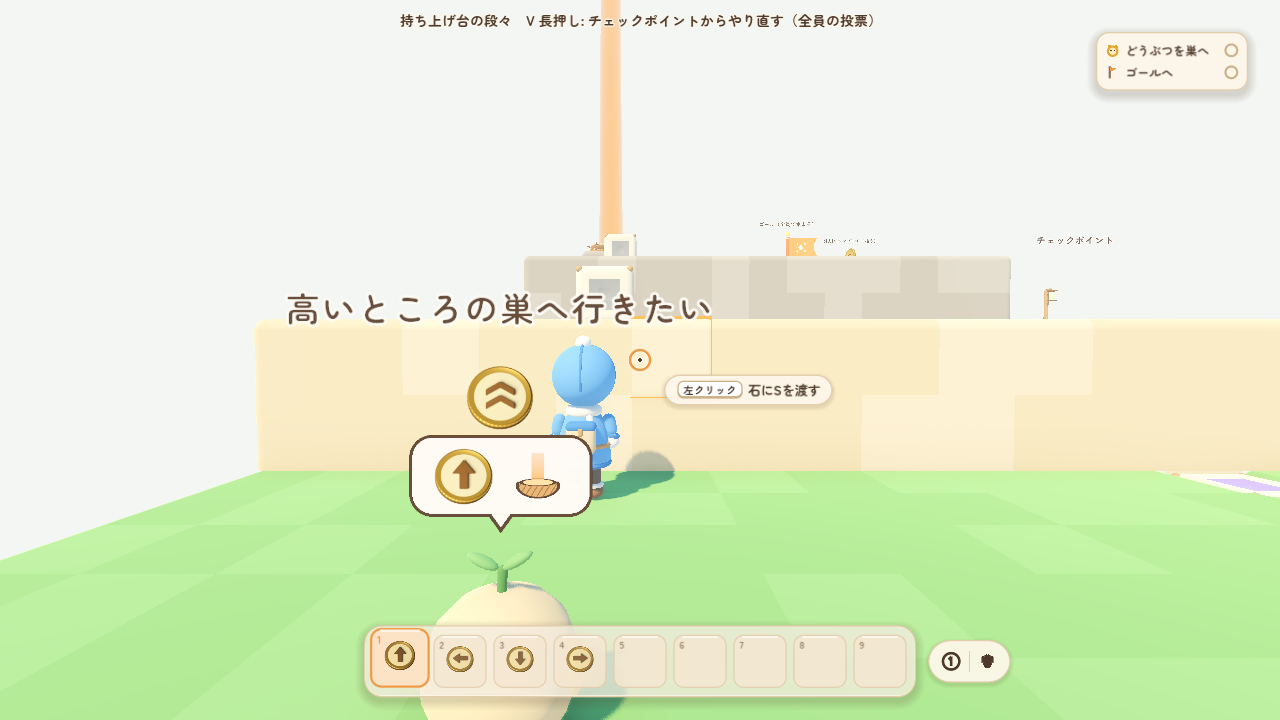 持ち上げ台の段々　V 長押し: チェックポイントからやり直す（全員の投票）
どうぶつを巣へ
ゴールへ
チェックポイント
高いところの巣へ行きたい
左クリック 石にSを渡す
1 2 3 4 5 6 7 8 9
1